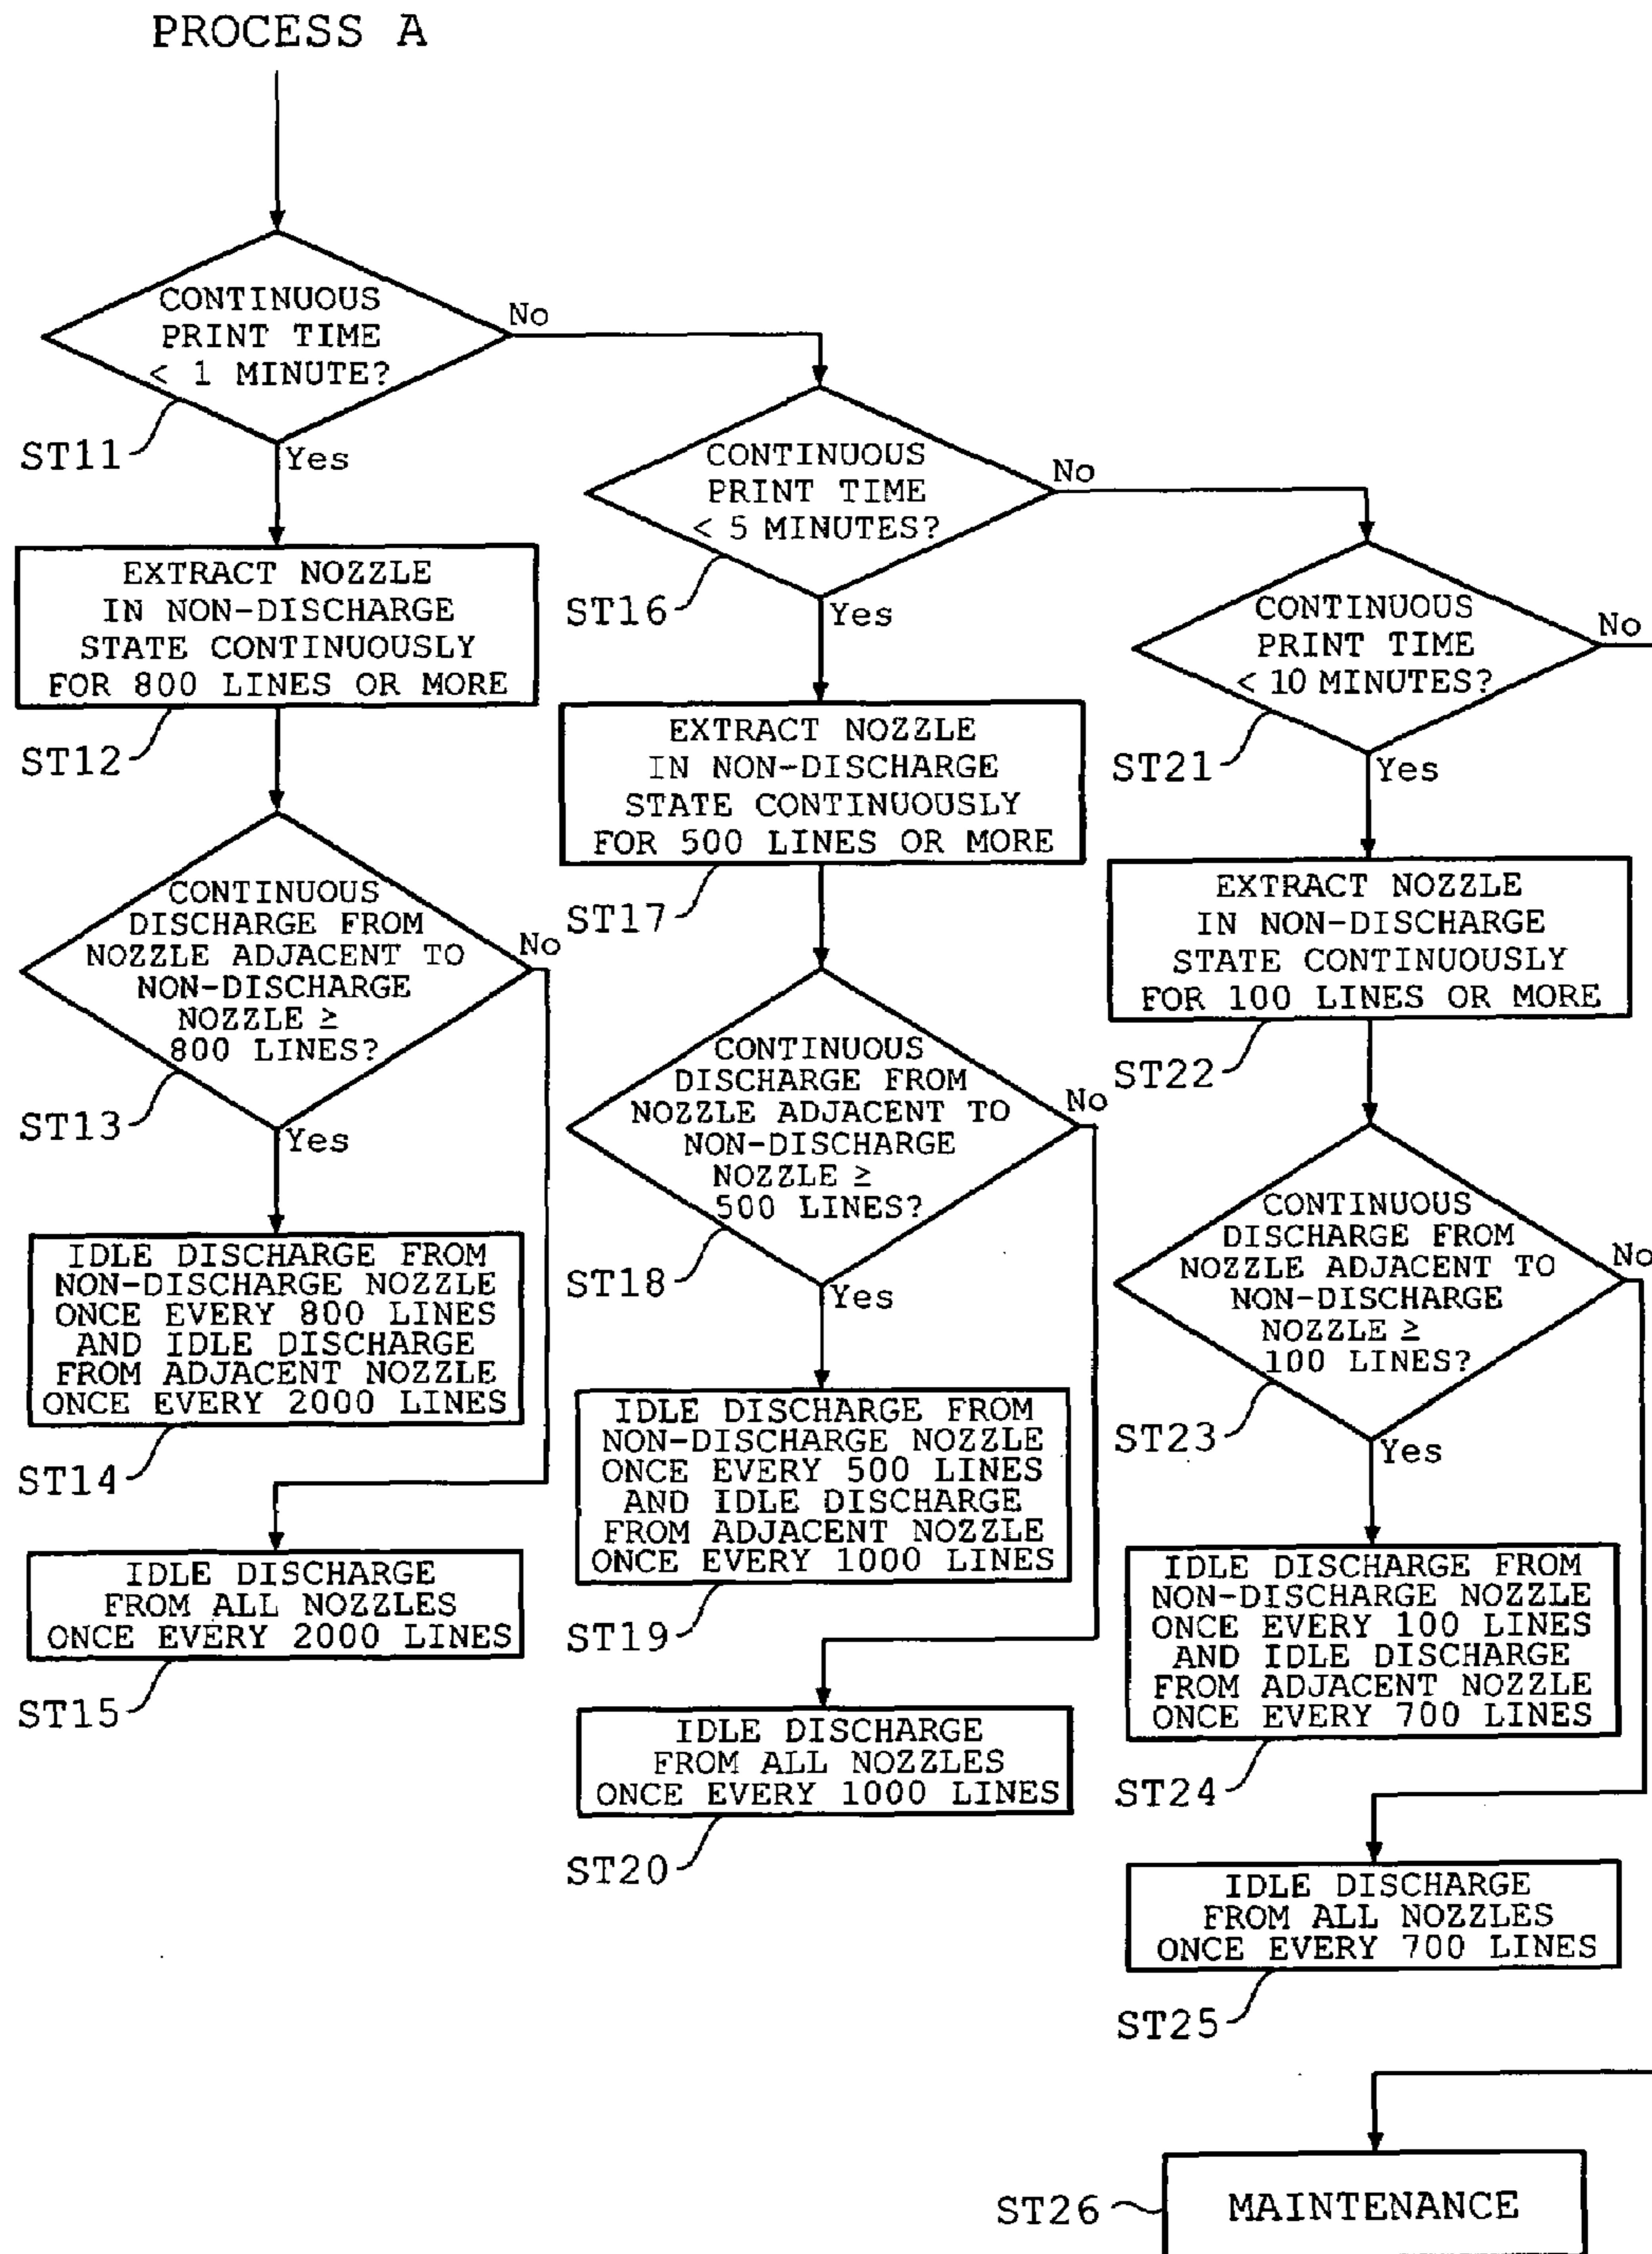 PROCESS A
CONTINUOUS
PRINT TIME
< 1 MINUTE?
No
ST11
Yes
EXTRACT NOZZLE
IN NON-DISCHARGE
STATE CONTINUOUSLY
FOR 800 LINES OR MORE
ST12
CONTINUOUS
DISCHARGE FROM
NOZZLE ADJACENT TO
NON-DISCHARGE
NOZZLE ≥
800 LINES?
No
ST13
Yes
IDLE DISCHARGE FROM
NON-DISCHARGE NOZZLE
ONCE EVERY 800 LINES
AND IDLE DISCHARGE
FROM ADJACENT NOZZLE
ONCE EVERY 2000 LINES
ST14
IDLE DISCHARGE
FROM ALL NOZZLES
ONCE EVERY 2000 LINES
ST15
CONTINUOUS
PRINT TIME
< 5 MINUTES?
No
ST16
Yes
EXTRACT NOZZLE
IN NON-DISCHARGE
STATE CONTINUOUSLY
FOR 500 LINES OR MORE
ST17
CONTINUOUS
DISCHARGE FROM
NOZZLE ADJACENT TO
NON-DISCHARGE
NOZZLE ≥
500 LINES?
No
ST18
Yes
IDLE DISCHARGE FROM
NON-DISCHARGE NOZZLE
ONCE EVERY 500 LINES
AND IDLE DISCHARGE
FROM ADJACENT NOZZLE
ONCE EVERY 1000 LINES
ST19
IDLE DISCHARGE
FROM ALL NOZZLES
ONCE EVERY 1000 LINES
ST20
CONTINUOUS
PRINT TIME
< 10 MINUTES?
No
ST21
Yes
EXTRACT NOZZLE
IN NON-DISCHARGE
STATE CONTINUOUSLY
FOR 100 LINES OR MORE
ST22
CONTINUOUS
DISCHARGE FROM
NOZZLE ADJACENT TO
NON-DISCHARGE
NOZZLE ≥
100 LINES?
No
ST23
Yes
IDLE DISCHARGE FROM
NON-DISCHARGE NOZZLE
ONCE EVERY 100 LINES
AND IDLE DISCHARGE
FROM ADJACENT NOZZLE
ONCE EVERY 700 LINES
ST24
IDLE DISCHARGE
FROM ALL NOZZLES
ONCE EVERY 700 LINES
ST25
ST26
MAINTENANCE